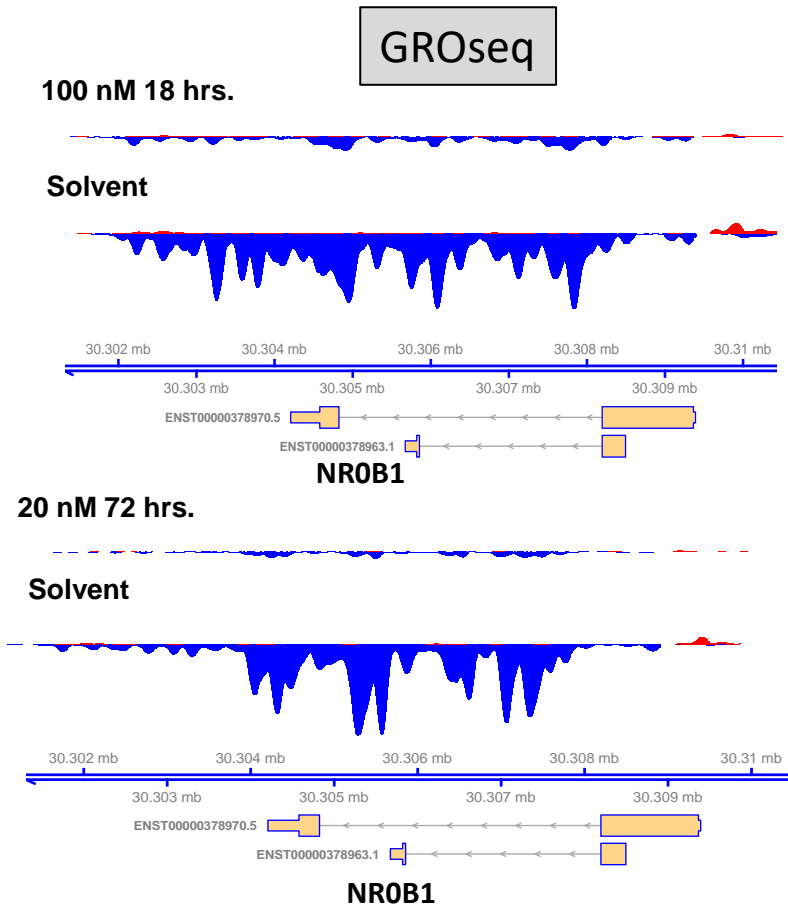 GROseq
100 nM 18 hrs.
Solvent
30.302 mb 30.304 mb 30.306 mb 30.308 mb 30.31 mb
30.303 mb 30.305 mb 30.307 mb 30.309 mb
ENST00000378970.5
ENST00000378963.1
NR0B1
20 nM 72 hrs.
Solvent
30.302 mb 30.304 mb 30.306 mb 30.308 mb 30.31 mb
30.303 mb 30.305 mb 30.307 mb 30.309 mb
ENST00000378970.5
ENST00000378963.1
NR0B1